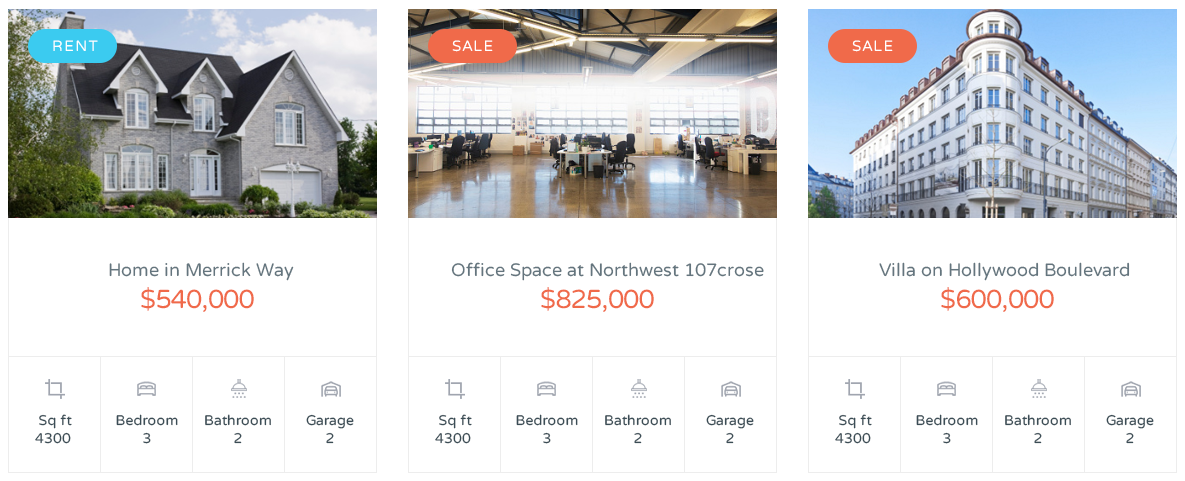 RENT
Home in Merrick Way
$540,000
Sq ft
4300
Bedroom
3
Bathroom
2
Garage
2
SALE
Office Space at Northwest 107crose
$825,000
Sq ft
4300
Bedroom
3
Bathroom
2
Garage
2
SALE
Villa on Hollywood Boulevard
$600,000
Sq ft
4300
Bedroom
3
Bathroom
2
Garage
2